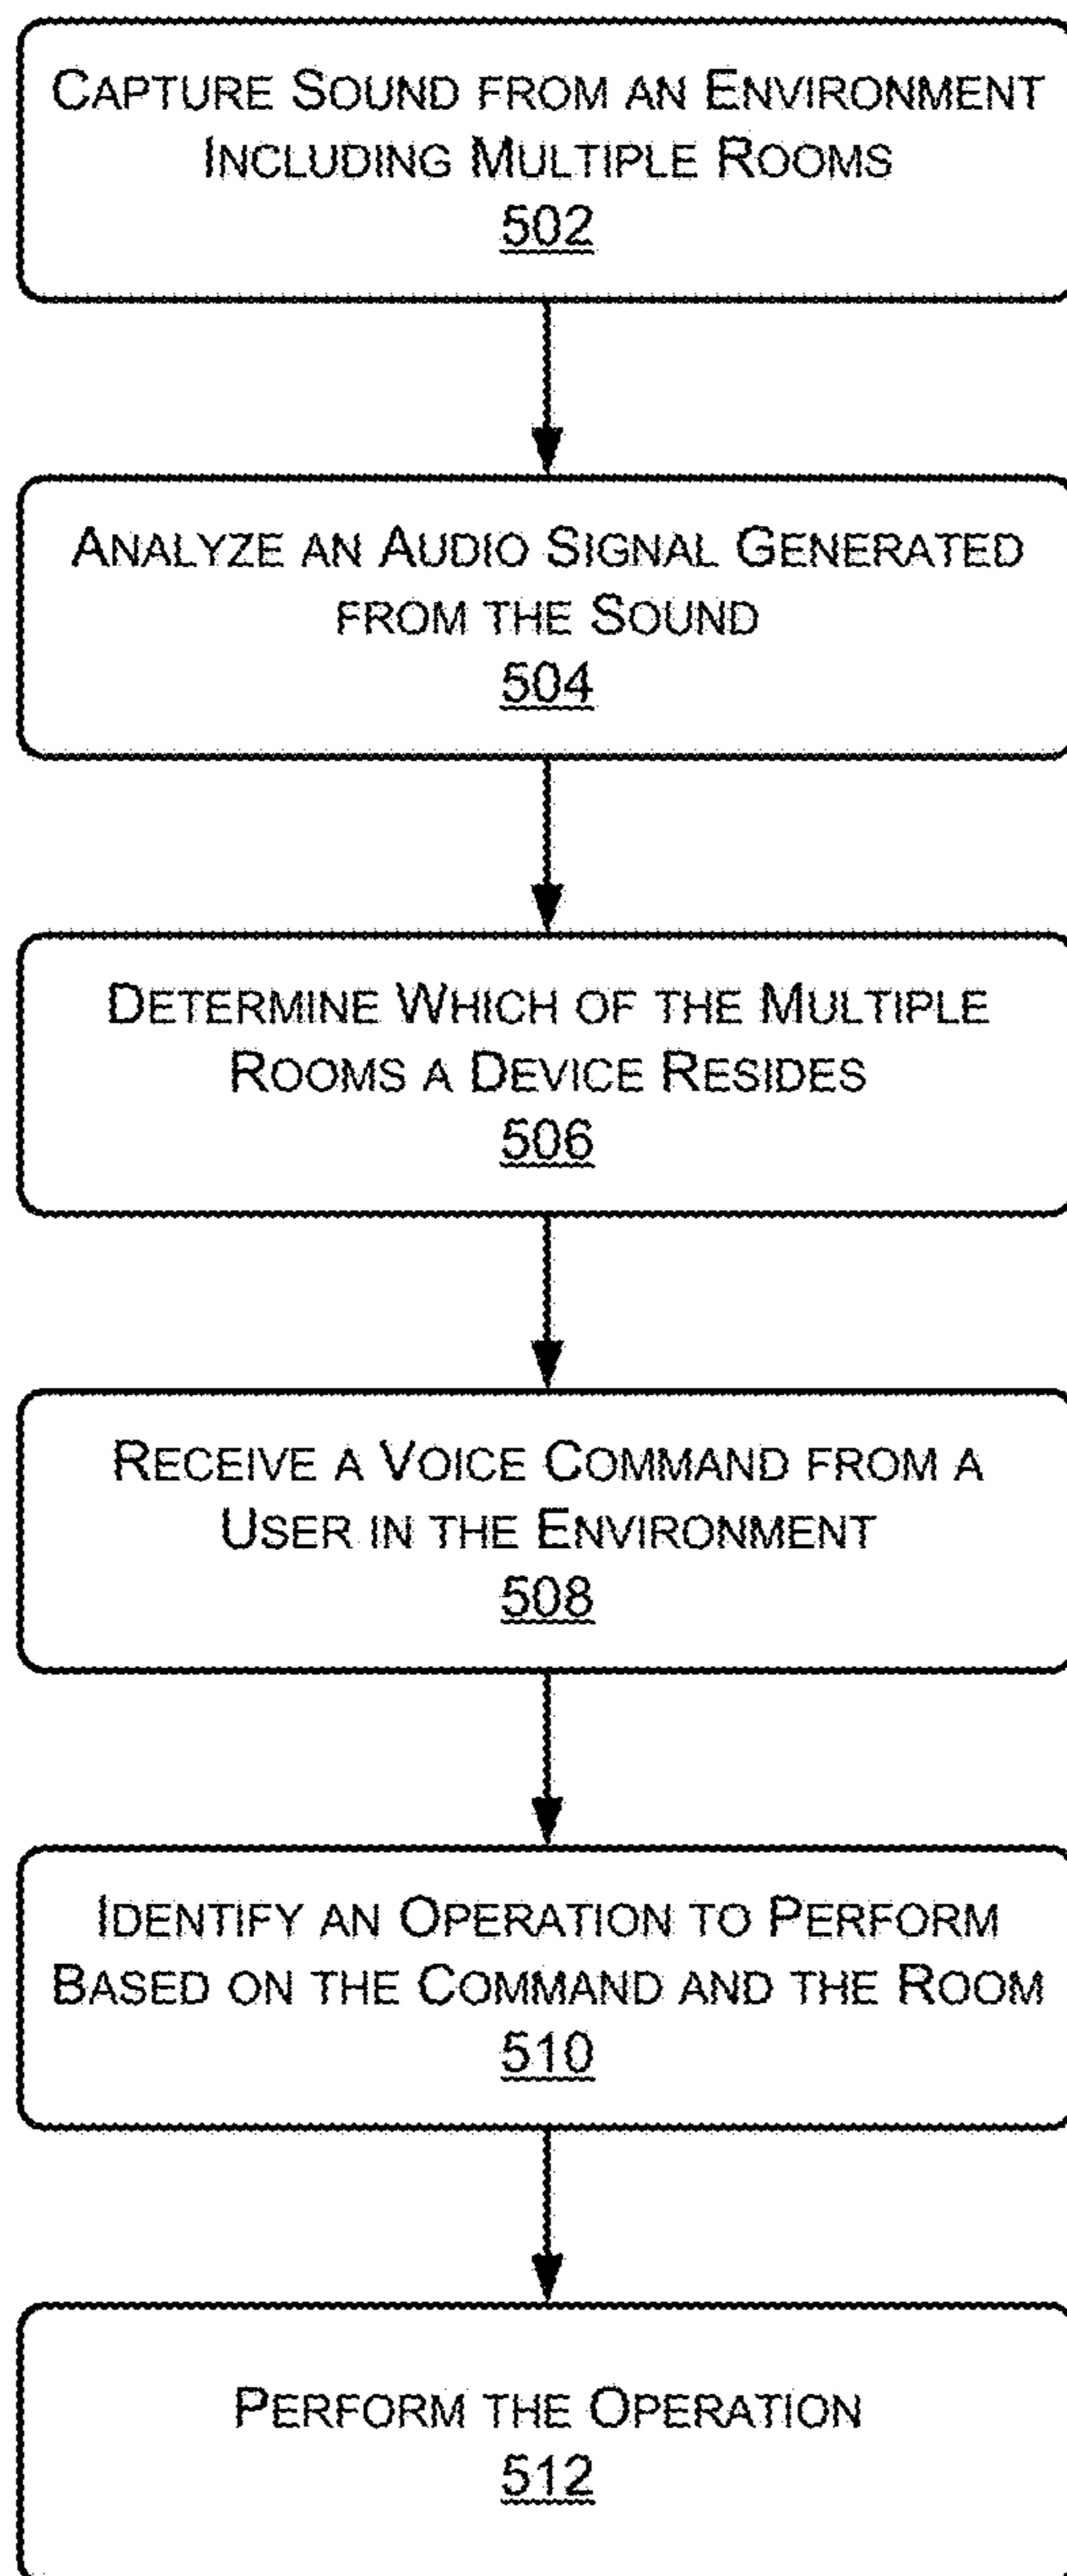 CAPTURE SOUND FROM AN ENVIRONMENT
INCLUDING MULTIPLE ROOMS
502
ANALYZE AN AUDIO SIGNAL GENERATED
FROM THE SOUND
504
DETERMINE WHICH OF THE MULTIPLE
ROOMS A DEVICE RESIDES
506
RECEIVE A VOICE COMMAND FROM A
USER IN THE ENVIRONMENT
508
IDENTIFY AN OPERATION TO PERFORM
BASED ON THE COMMAND AND THE ROOM
510
PERFORM THE OPERATION
512